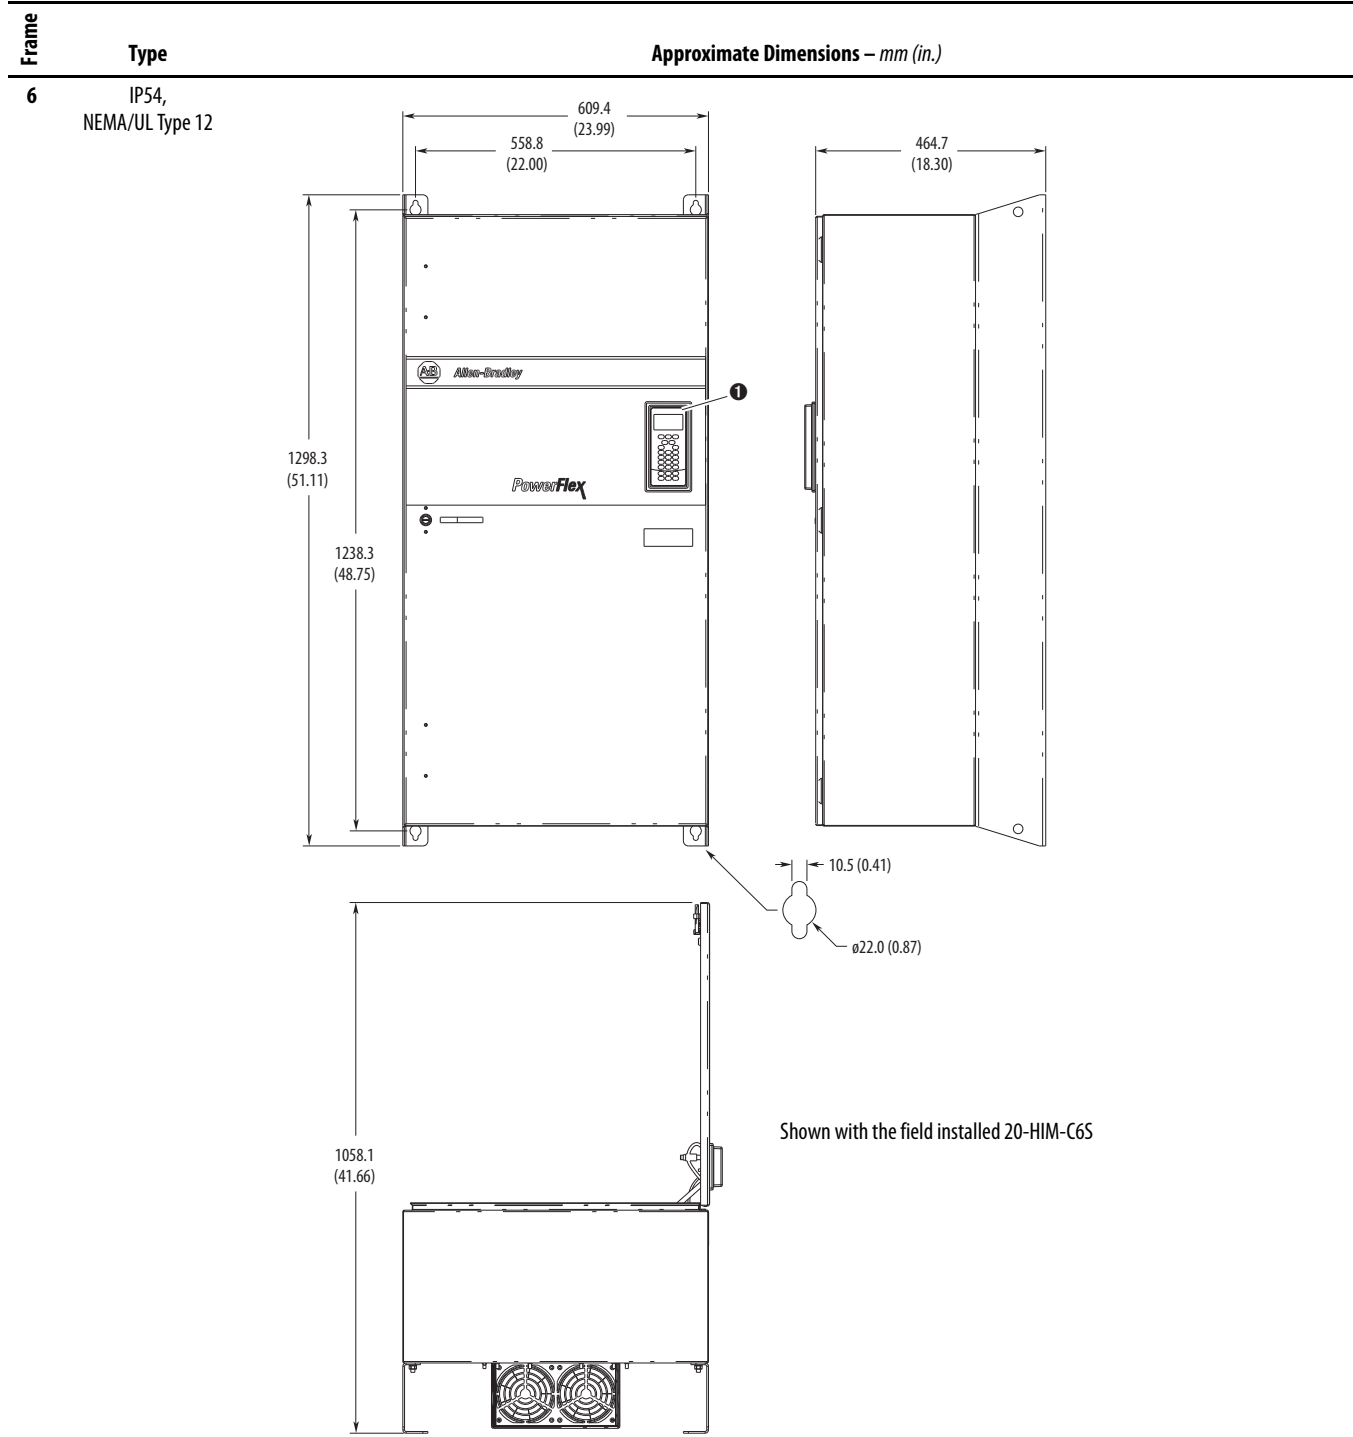 Frame
Type
Approximate Dimensions – mm (in.)
6
IP54,
NEMA/UL Type 12
609.4
(23.99)
558.8
(22.00)
464.7
(18.30)
AB Allen-Bradley
1
1298.3
(51.11)
PowerFlex
1238.3
(48.75)
10.5 (0.41)
ø22.0 (0.87)
Shown with the field installed 20-HIM-C6S
1058.1
(41.66)